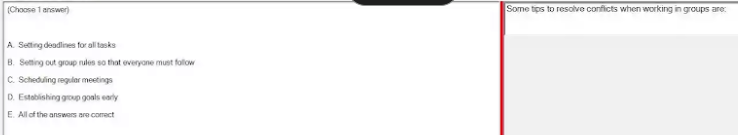 (Choose 1 answer)
A. Setting deadlines for all tasks
B. Setting out group rules so that everyone must follow
C. Scheduling regular meetings
D. Establishing group goals early
E. All of the answers are correct
Some tips to resolve conflicts when working in groups are: